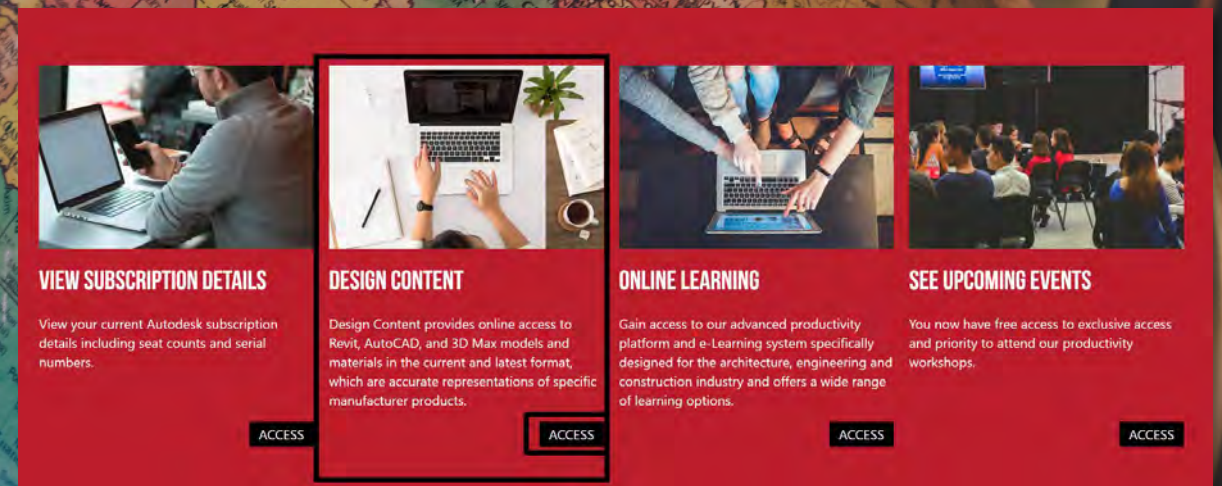 VIEW SUBSCRIPTION DETAILS
View your current Autodesk subscription
details including seat counts and serial
numbers.
ACCESS
DESIGN CONTENT
Design Content provides online access to
Revit, AutoCAD, and 3D Max models and
materials in the current and latest format,
which are accurate representations of specific
manufacturer products.
ACCESS
ONLINE LEARNING
Gain access to our advanced productivity
platform and e-Learning system specifically
designed for the architecture, engineering and
construction industry and offers a wide range
of learning options.
ACCESS
SEE UPCOMING EVENTS
You now have free access to exclusive access
and priority to attend our productivity
workshops.
ACCESS